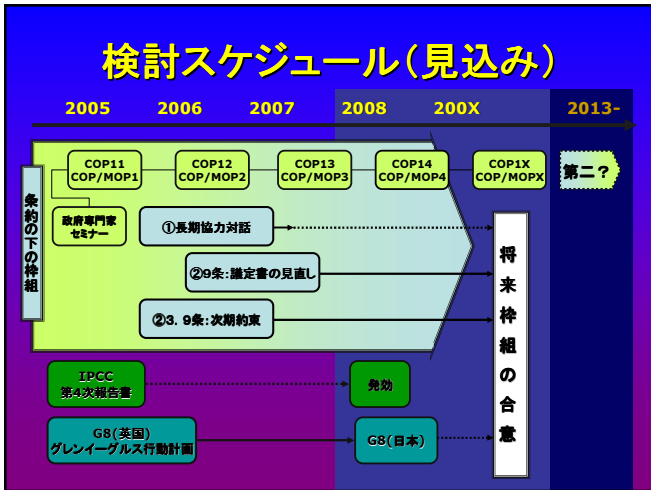 検討スケジュール(見込み)
2005 2006 2007 2008 200X 2013-
COP11
COP/MOP1
COP12
COP/MOP2
COP13
COP/MOP3
COP14
COP/MOP4
COP1X
COP/MOPX
第二？
条約の下の枠組
政府専門家
セミナー
①長期協力対話
②9条：議定書の見直し
②3．9条：次期約束
将来枠組の合意
IPCC
第4次報告書
発効
G8(英国)
グレンイーグルス行動計画
G8(日本)